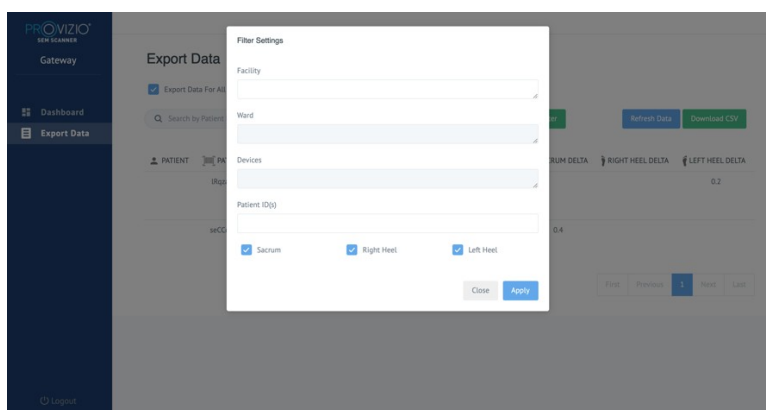 PROVIZIO
SEM SCANNER
Gateway
Dashboard
Export Data
Logout
Export Data
Export Data For All
Search by Patient
Refresh Data
Download CSV
PATIENT
RIGHT HEEL DELTA
LEFT HEEL DELTA
0.2
0.4
First Previous 1 Next Last
Filter Settings
Facility
Ward
Devices
Patient ID(s)
Sacrum Right Heel Left Heel
Close Apply